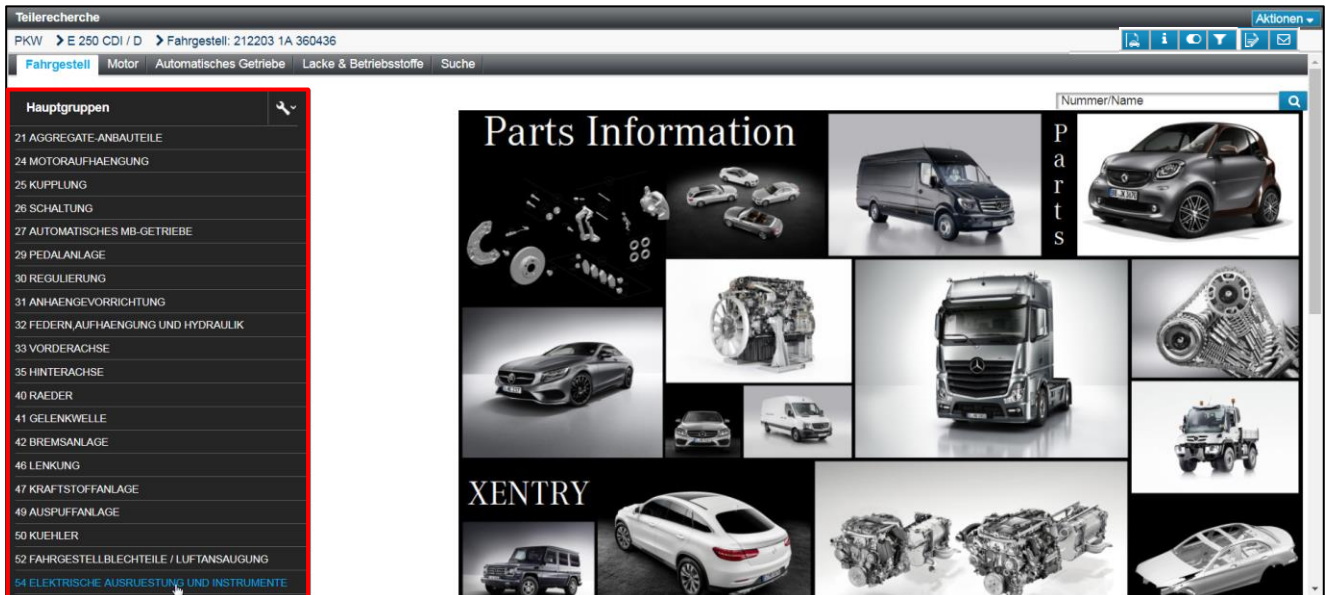 Teilerecherche
Aktionen
PKW E 250 CDI / D Fahrgestell: 212203 1A 360436
Fahrgestell Motor Automatisches Getriebe Lacke & Betriebsstoffe Suche
Nummer/Name
Hauptgruppen
21 AGGREGATE-ANBAUTEILE
24 MOTORAUFHAENGUNG
25 KUPPLUNG
26 SCHALTUNG
27 AUTOMATISCHES MB-GETRIEBE
29 PEDALANLAGE
30 REGULIERUNG
31 ANHAENGEVORRICHTUNG
32 FEDERN,AUFHAENGUNG UND HYDRAULIK
33 VORDERACHSE
35 HINTERACHSE
40 RAEDER
41 GELENKWELLE
42 BREMSANLAGE
46 LENKUNG
47 KRAFTSTOFFANLAGE
49 AUSPUFFANLAGE
50 KUEHLER
52 FAHRGESTELLBLECHTEILE / LUFTANSAUGUNG
54 ELEKTRISCHE AUSRUESTUNG UND INSTRUMENTE
Parts Information
Parts
XENTRY